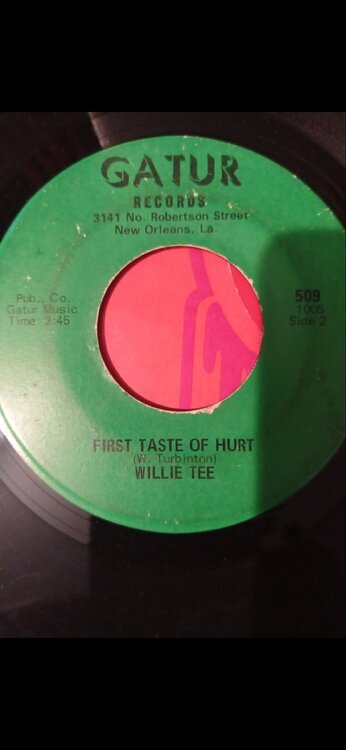 GATUR
RECORDS
3141 No. Robertson Street
New Orleans, La.
Pub., Co.
Gatur Music
Time: 2:45
509
1005
Side 2
FIRST TASTE OF HURT
(W. Turbinton)
WILLIE TEE